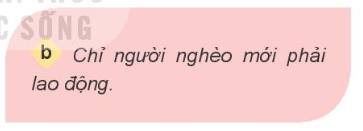 C SỐNG
b Chỉ người nghèo mới phải
lao động.